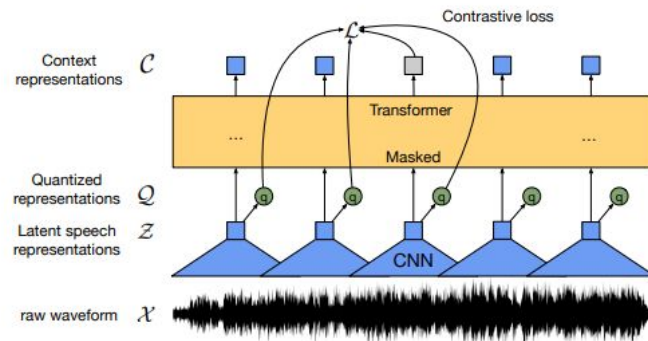 Contrastive loss
ℒ
Context
representations 𝒞
Transformer
... ...
Masked
Quantized
representations 𝒬
q q q q q
Latent speech
representations 𝒵
CNN
raw waveform 𝒳